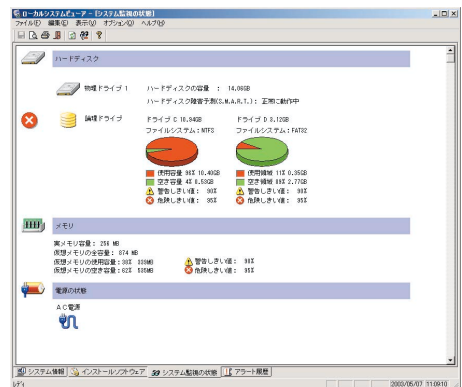 ローカルシステムビューアー - [システム監視の状態]
ファイル(F) 編集(E) 表示(V) オプション(O) ヘルプ(H)
ハードディスク
物理ドライブ 1
ハードディスクの容量 : 14.06GB
ハードディスク障害予測(S.M.A.R.T.): 正常に動作中
論理ドライブ
ドライブ C 10.94GB
ファイルシステム : NTFS
使用容量 96% 10.40GB
空き容量 4% 0.53GB
警告しきい値: 90%
危険しきい値: 95%
ドライブ D 3.12GB
ファイルシステム : FAT32
使用領域 11% 0.35GB
空き領域 89% 2.77GB
警告しきい値: 90%
危険しきい値: 95%
メモリ
実メモリ容量: 256 MB
仮想メモリの全容量: 874 MB
仮想メモリの使用容量:38% 339MB
仮想メモリの空き容量:62% 535MB
警告しきい値: 90%
危険しきい値: 95%
電源の状態
AC電源
システム情報 インストールソフトウェア システム監視の状態 アラート履歴
レディ 2003/05/07 11:09:10